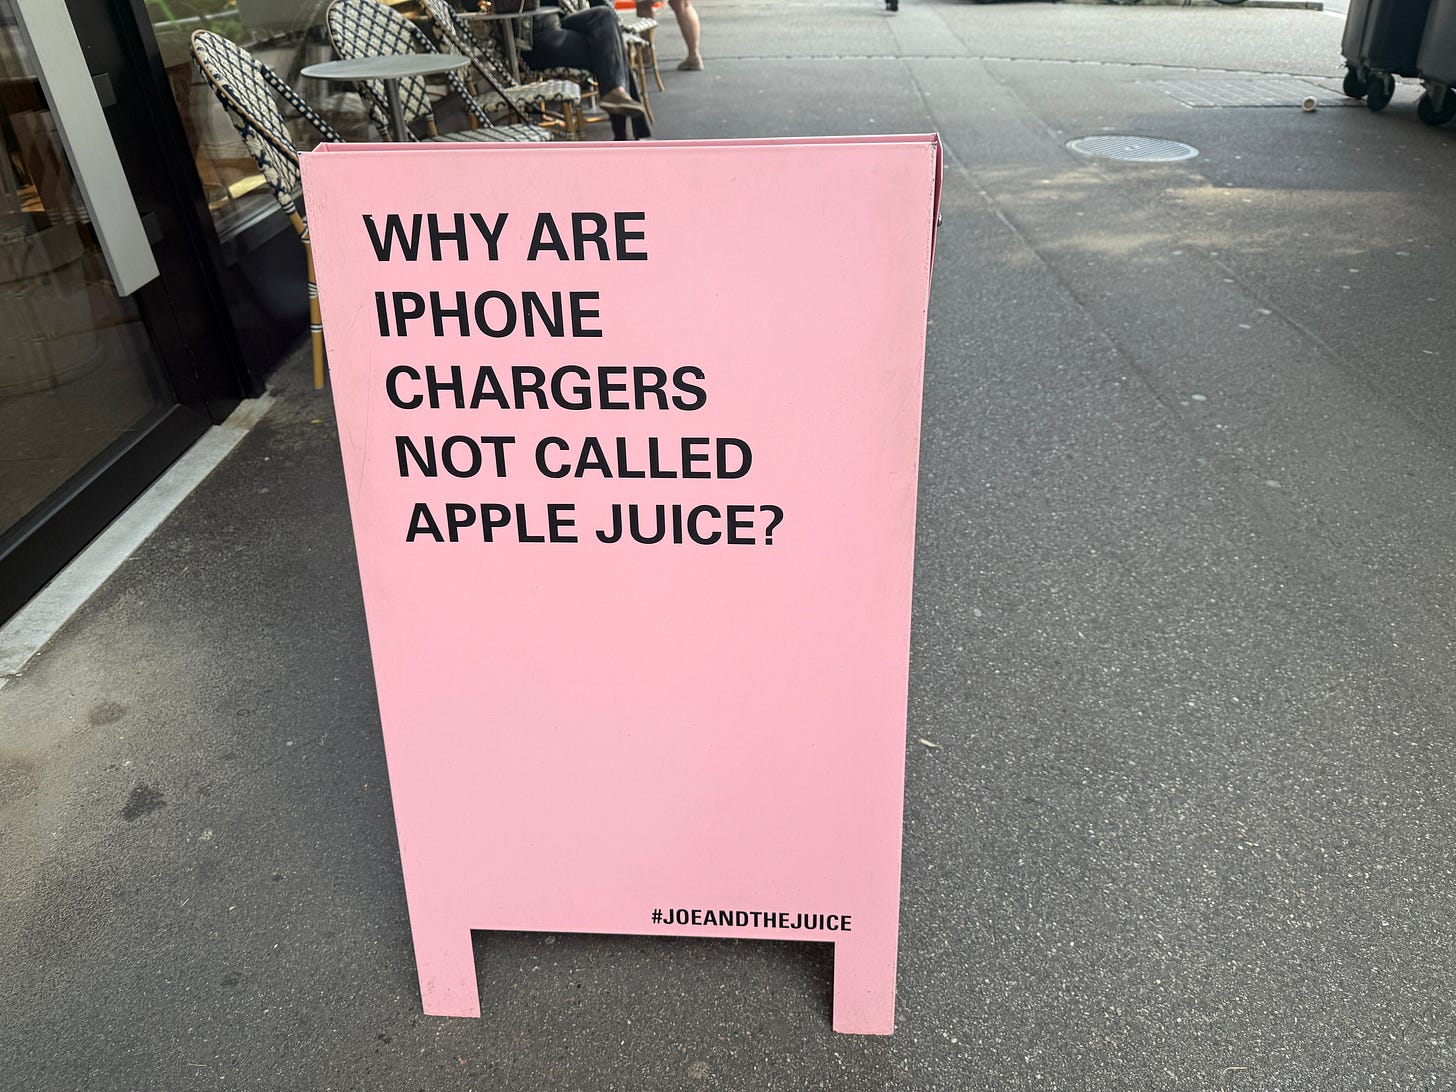 WHY ARE
IPHONE
CHARGERS
NOT CALLED
APPLE JUICE?
#JOEANDTHEJUICE